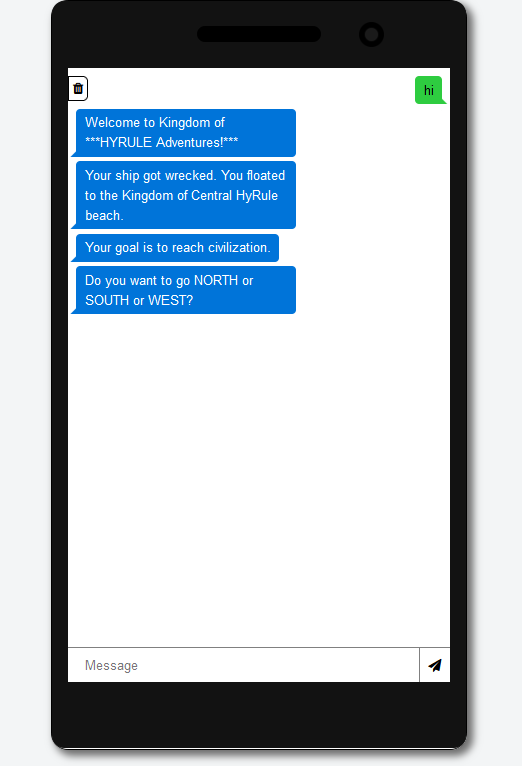 hi
Welcome to Kingdom of
***HYRULE Adventures!***
Your ship got wrecked. You floated
to the Kingdom of Central HyRule
beach.
Your goal is to reach civilization.
Do you want to go NORTH or
SOUTH or WEST?
Message